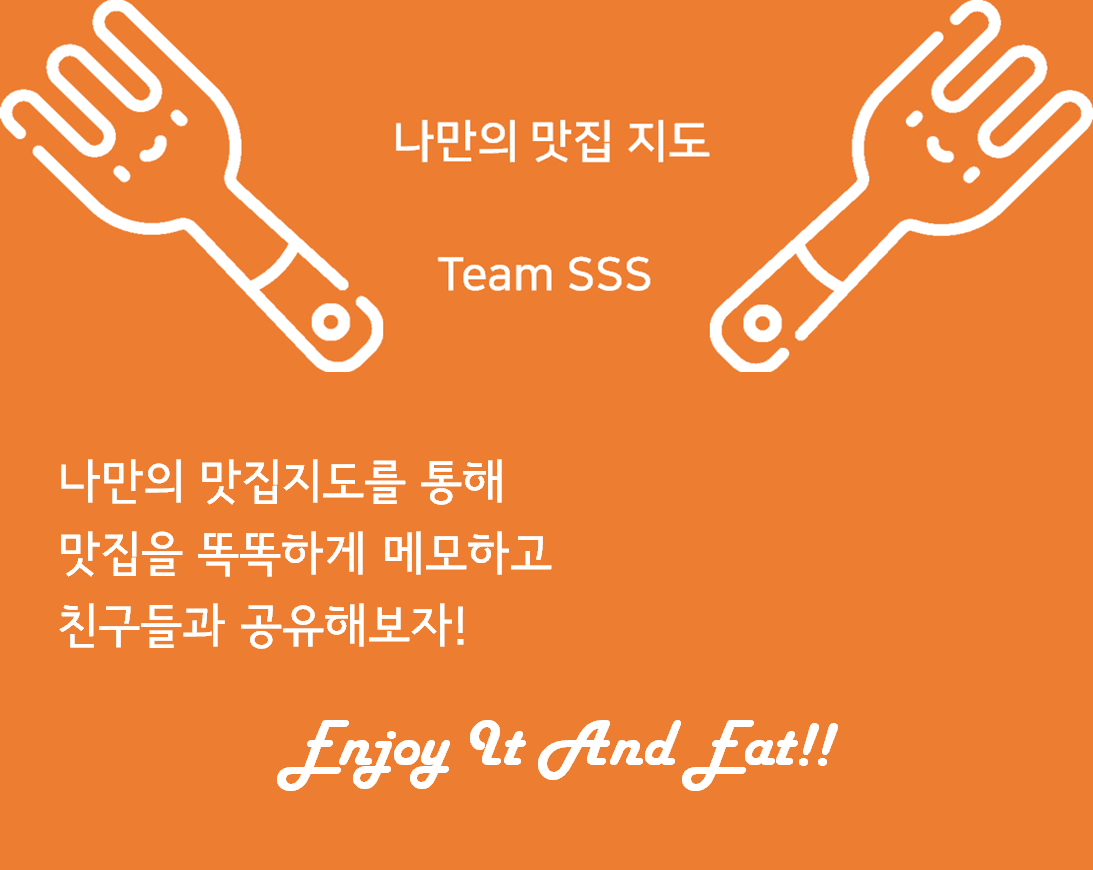 나만의 맛집 지도
Team SSS
나만의 맛집지도를 통해
맛집을 똑똑하게 메모하고
친구들과 공유해보자!
Enjoy It And Eat!!